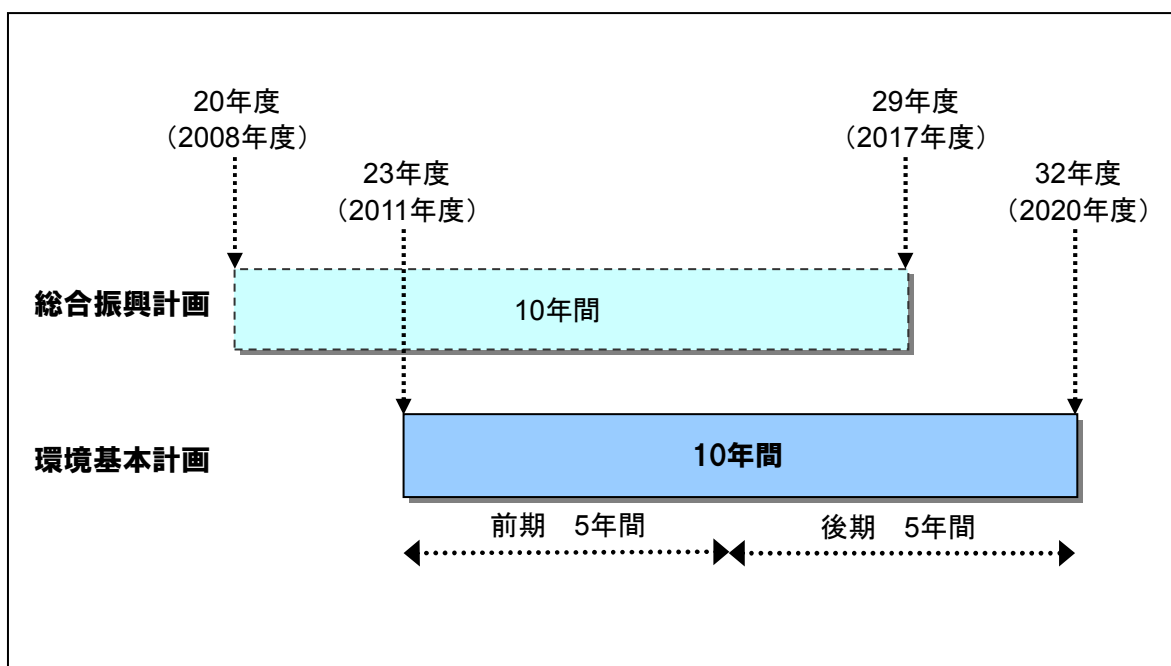 20年度
（2008年度）
29年度
（2017年度）
23年度
（2011年度）
32年度
（2020年度）
総合振興計画
10年間
環境基本計画
10年間
前期　5年間
後期　5年間